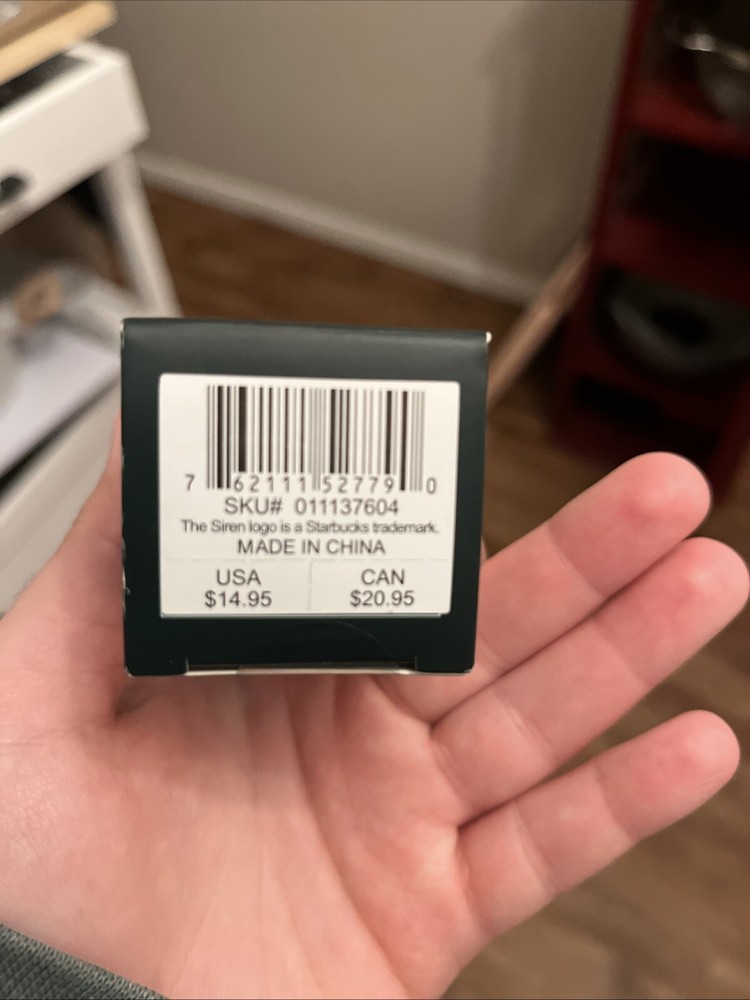 7 62111 52779 0
SKU# 011137604
The Siren logo is a Starbucks trademark.
MADE IN CHINA
USA CAN
$14.95 $20.95